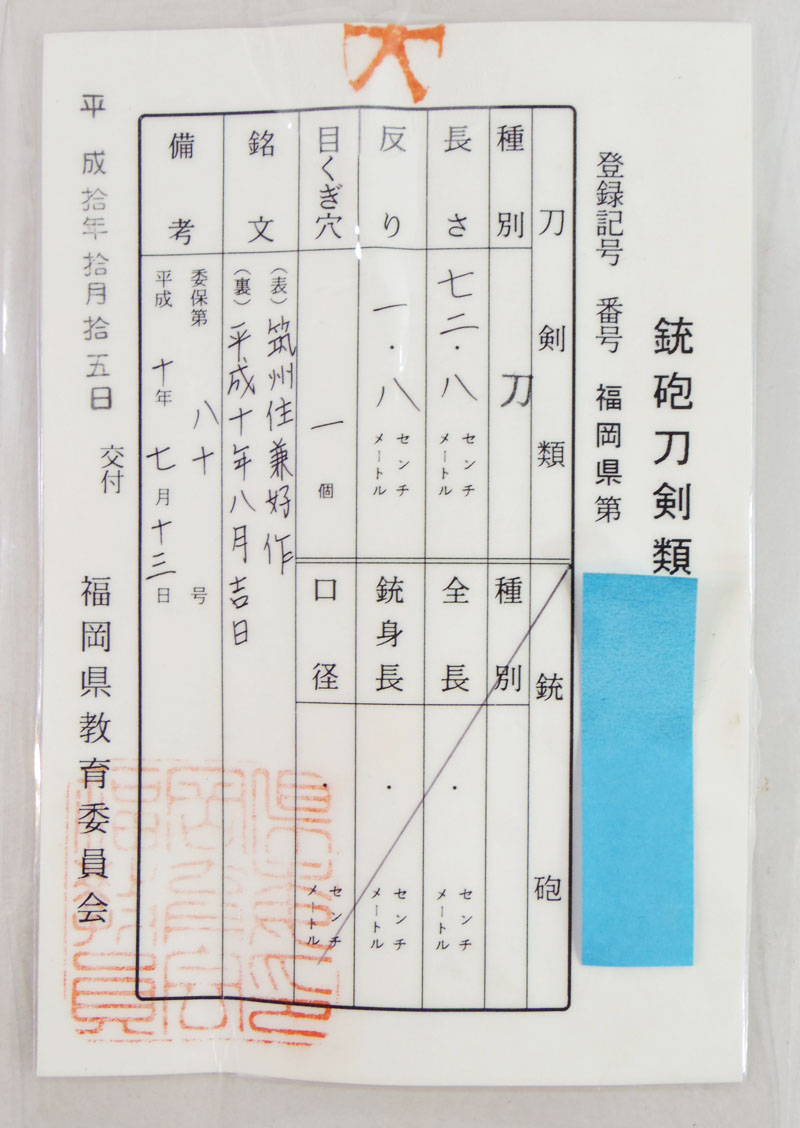 銃砲刀剣類
登録記号 番号 福岡県第
刀剣類
種別 刀
長さ 七二・八 センチメートル
反り 一・八 センチメートル
目くぎ穴 一 個
銘文
(表) 筑州住兼好作
(裏) 平成十年八月吉日
備考
委保第 八十 号
平成 十年 七月 十三日
銃砲
種別
全長 ・ センチメートル
銃身長 ・ センチメートル
口径 ・ センチメートル
平成拾年拾月拾五日
交付
福岡県教育委員会